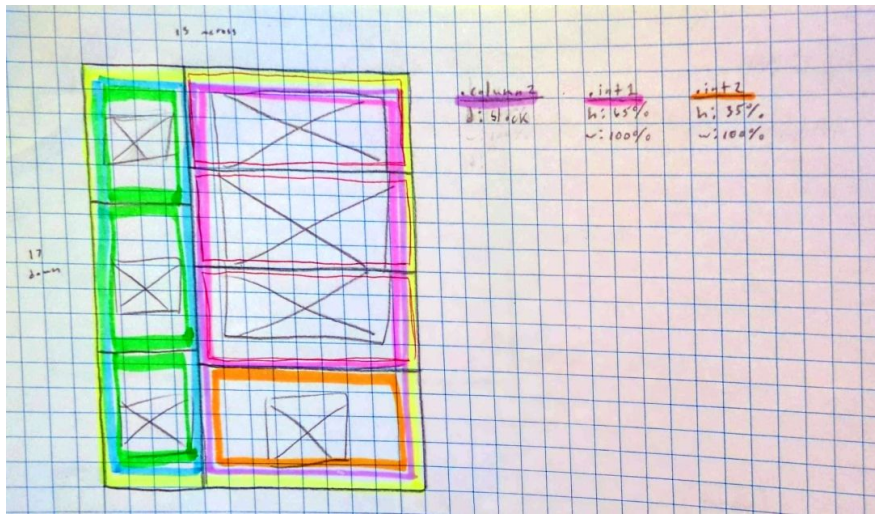 15 across
.column2
d: block
.int1
h: 65%
w: 100%
.int2
h: 35%
w: 100%
17
down